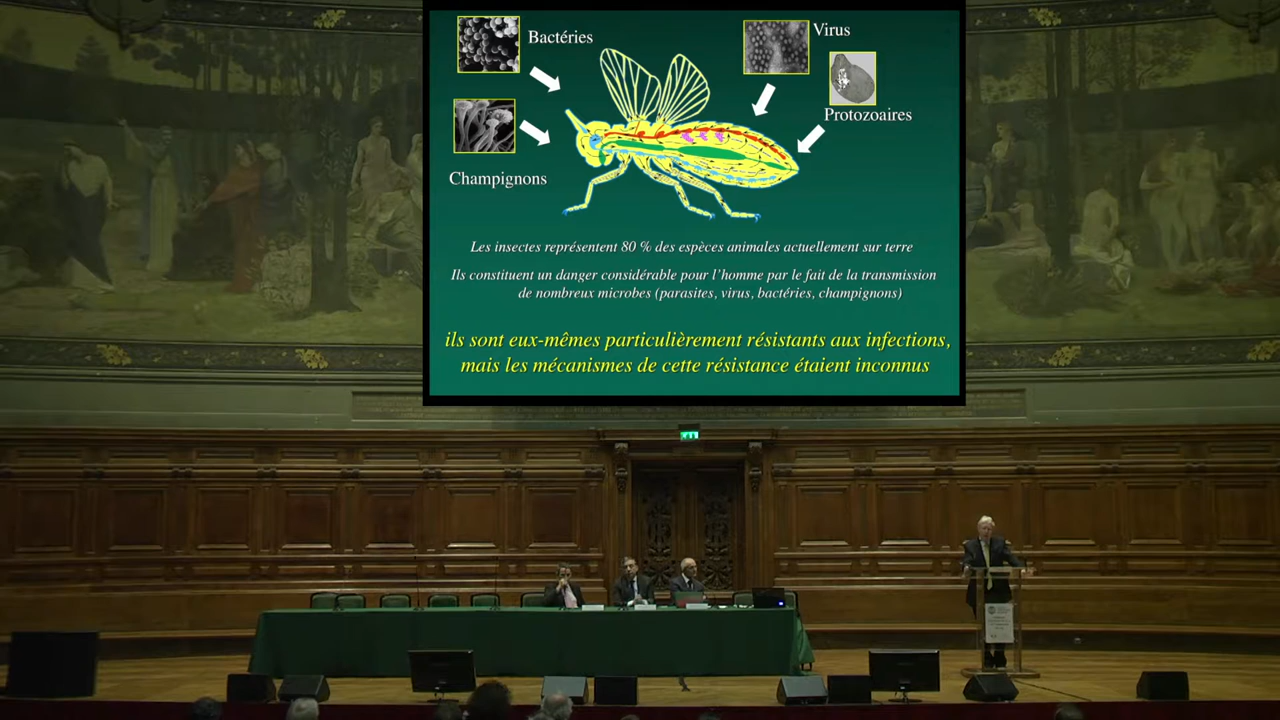 Bactéries
Virus
Protozoaires
Champignons
Les insectes représentent 80 % des espèces animales actuellement sur terre
Ils constituent un danger considérable pour l'homme par le fait de la transmission
de nombreux microbes (parasites, virus, bactéries, champignons)
ils sont eux-mêmes particulièrement résistants aux infections,
mais les mécanismes de cette résistance étaient inconnus